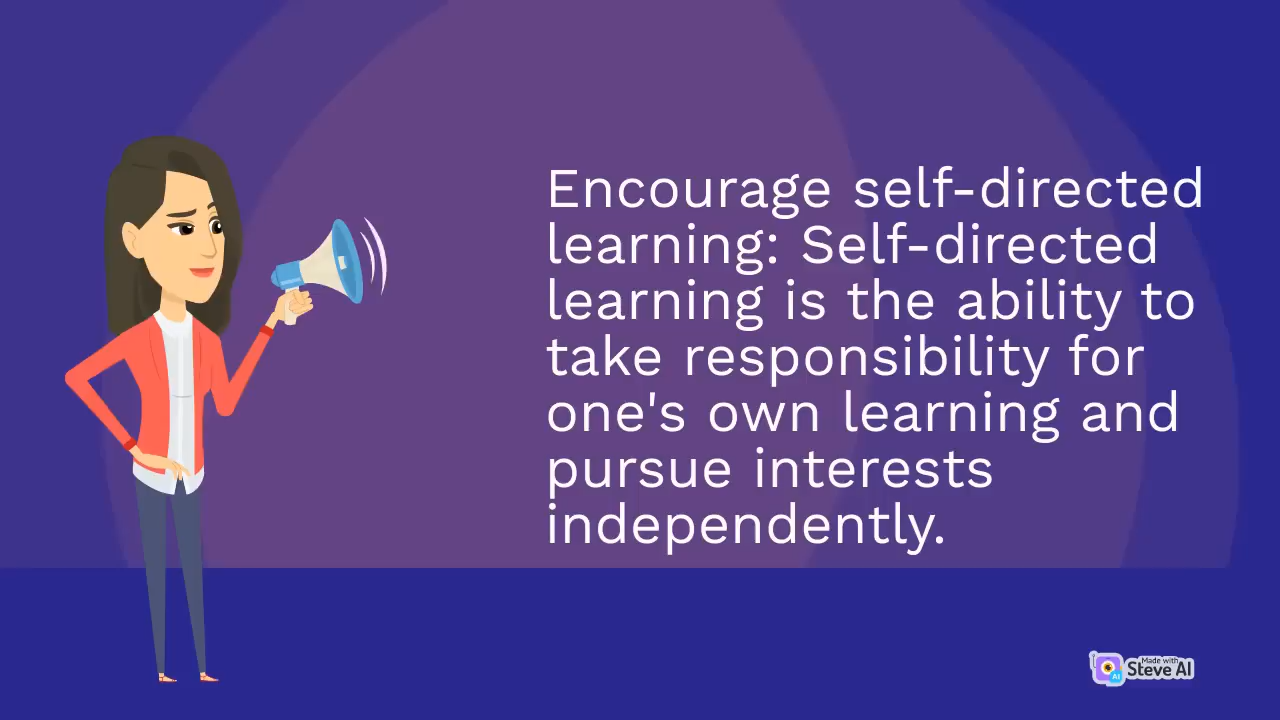 Encourage self-directed
learning: Self-directed
learning is the ability to
take responsibility for
one's own learning and
pursue interests
independently.
Made with
Steve AI
AI